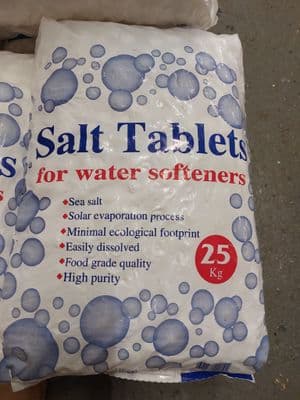 Salt Tablets
for water softeners
Sea salt
Solar evaporation process
Minimal ecological footprint
Easily dissolved
Food grade quality
High purity
25
Kg
s
s